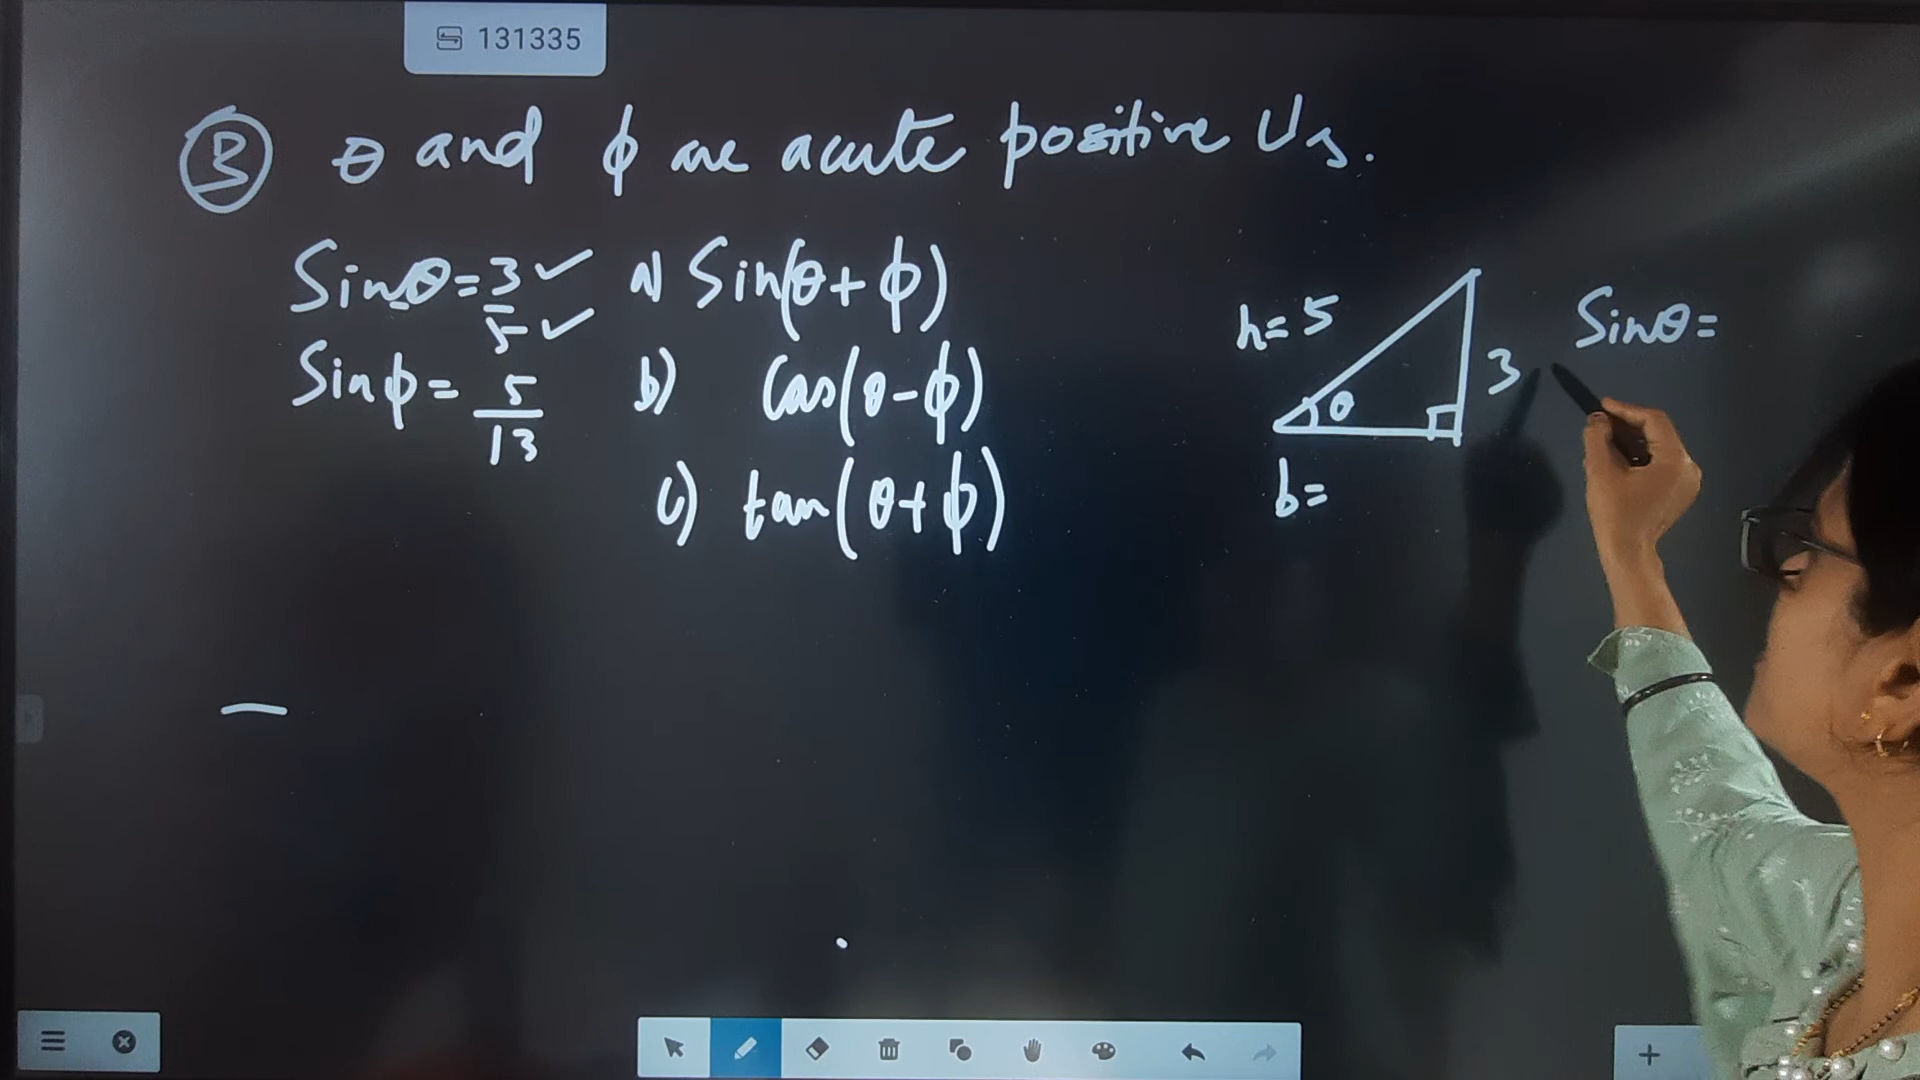 131335
③ θ and ϕ are acute positive
Sinθ = 3/5 ✓ a) Sin(θ + ϕ)
Sinϕ = 5/13 b) Cos(θ - ϕ)
c) tan(θ + ϕ)
h = 5
3
θ
b =
Sinθ =